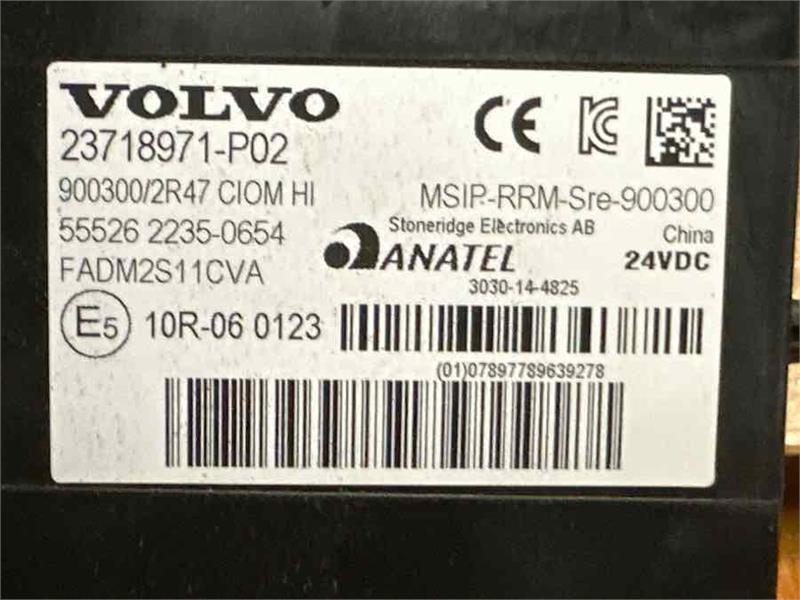 VOLVO
23718971-P02
CE
900300/2R47 CIOM HI
MSIP-RRM-Sre-900300
55526 2235-0654
Stoneridge Electronics AB
China
FADM2S11CVA
ANATEL
24VDC
3030-14-4825
E5
10R-06 0123
(01)07897789639278